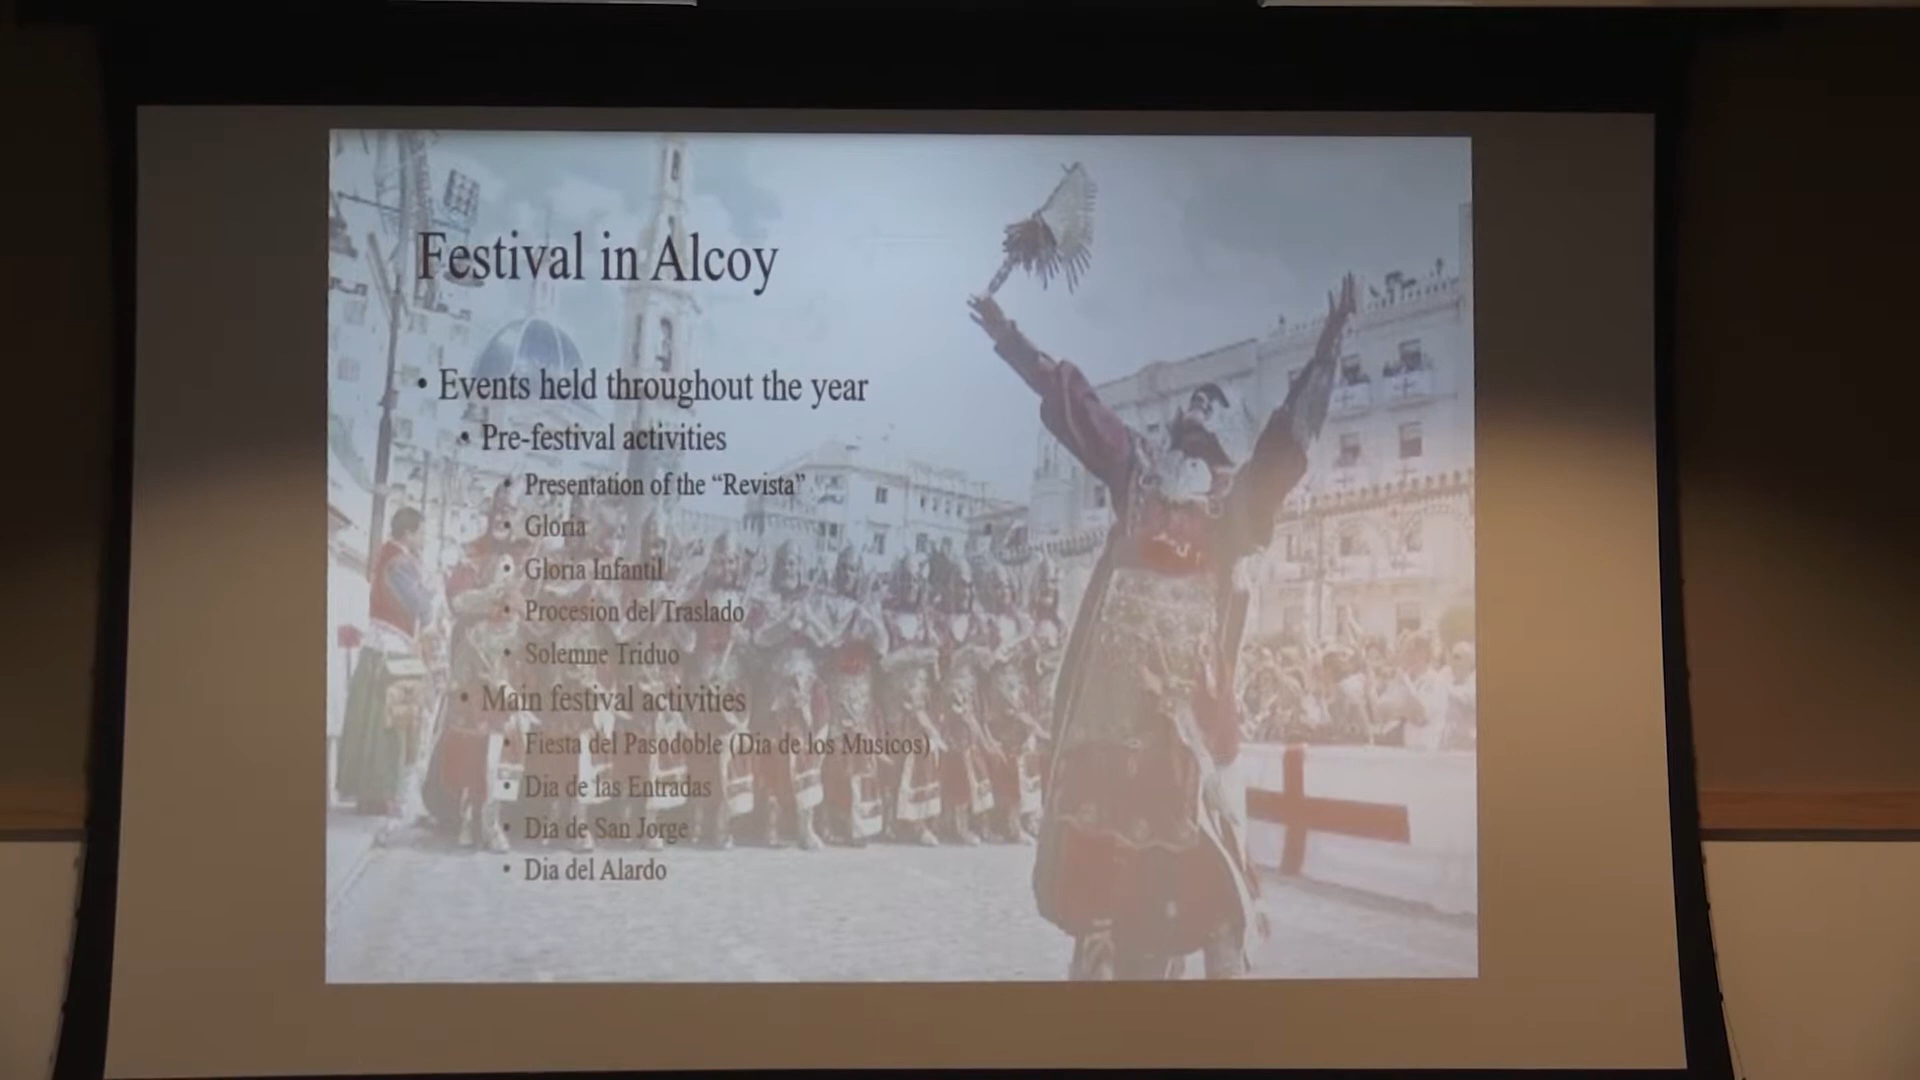 Festival in Alcoy
• Events held throughout the year
• Pre-festival activities
• Presentation of the “Revista”
• Gloria
• Gloria Infantil
• Procesion del Traslado
• Solemne Triduo
• Main festival activities
• Fiesta del Pasodoble (Dia de los Musicos)
• Dia de las Entradas
• Dia de San Jorge
• Dia del Alardo